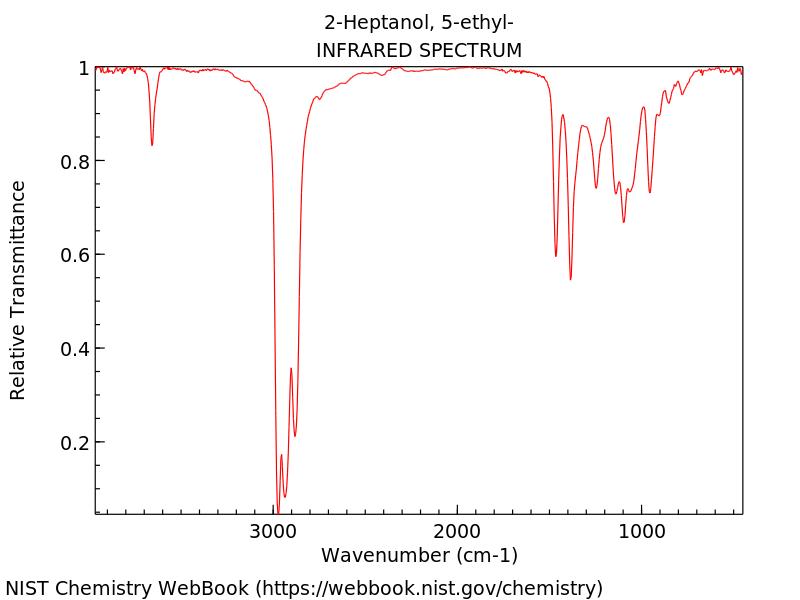 2-Heptanol, 5-ethyl-
INFRARED SPECTRUM
1
0.8
0.6
0.4
0.2
Relative Transmittance
3000 2000 1000
Wavenumber (cm-1)
NIST Chemistry WebBook (https://webbook.nist.gov/chemistry)